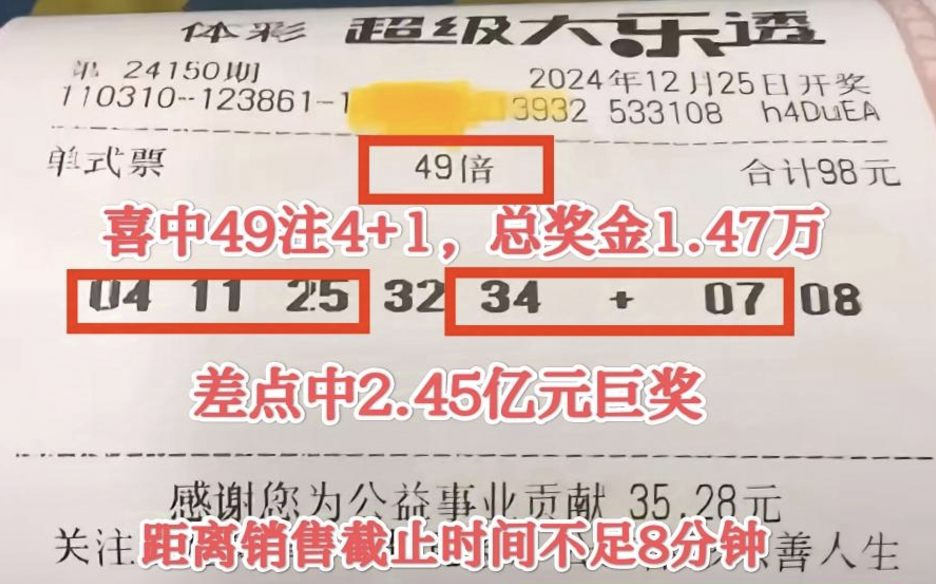 体彩 超级大乐透
第 24150期 2024年12月25日开奖
110310-123861-1 3932 533108 h4DuEA
单式票 49倍 合计98元
喜中49注4+1，总奖金1.47万
04 11 25 32 34 + 07 08
差点中2.45亿元巨奖
感谢您为公益事业贡献 35.28元
关注 善人生
距离销售截止时间不足8分钟